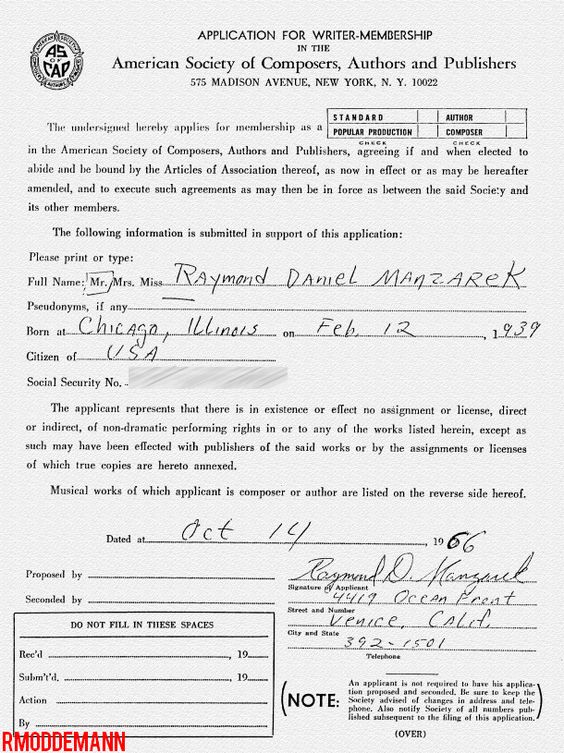 AMERICAN SOCIETY OF
AS
OF
CAP
COMPOSERS AUTHORS & PUBLISHERS
APPLICATION FOR WRITER-MEMBERSHIP
IN THE
American Society of Composers, Authors and Publishers
575 MADISON AVENUE, NEW YORK, N. Y. 10022
The undersigned hereby applies for membership as a
STANDARD AUTHOR
POPULAR PRODUCTION COMPOSER
CHECK CHECK
in the American Society of Composers, Authors and Publishers, agreeing if and when elected to
abide and be bound by the Articles of Association thereof, as now in effect or as may be hereafter
amended, and to execute such agreements as may then be in force as between the said Society and
its other members.
The following information is submitted in support of this application:
Please print or type:
Full Name: Mr. Mrs. Miss Raymond Daniel Manzarek
Pseudonyms, if any
Born at Chicago, Illinois on Feb. 12, 1939
Citizen of USA
Social Security No.
The applicant represents that there is in existence or effect no assignment or license, direct
or indirect, of non-dramatic performing rights in or to any of the works listed herein, except as
such may have been effected with publishers of the said works or by the assignments or licenses
of which true copies are hereto annexed.
Musical works of which applicant is composer or author are listed on the reverse side hereof.
Dated at Oct 14, 1966
Proposed by
Raymond D. Manzarek
Signature of Applicant
Seconded by
4419 Ocean Front
Street and Number
Venice, Calif.
City and State
392-1501
Telephone
DO NOT FILL IN THESE SPACES
Rec'd , 19
Subm't'd. , 19
Action
By
(NOTE:
An applicant is not required to have his applica-
tion proposed and seconded. Be sure to keep the
Society advised of changes in address and tele-
phone. Also notify Society of all numbers pub-
lished subsequent to the filing of this application.)
(OVER)
RMODDEMANN